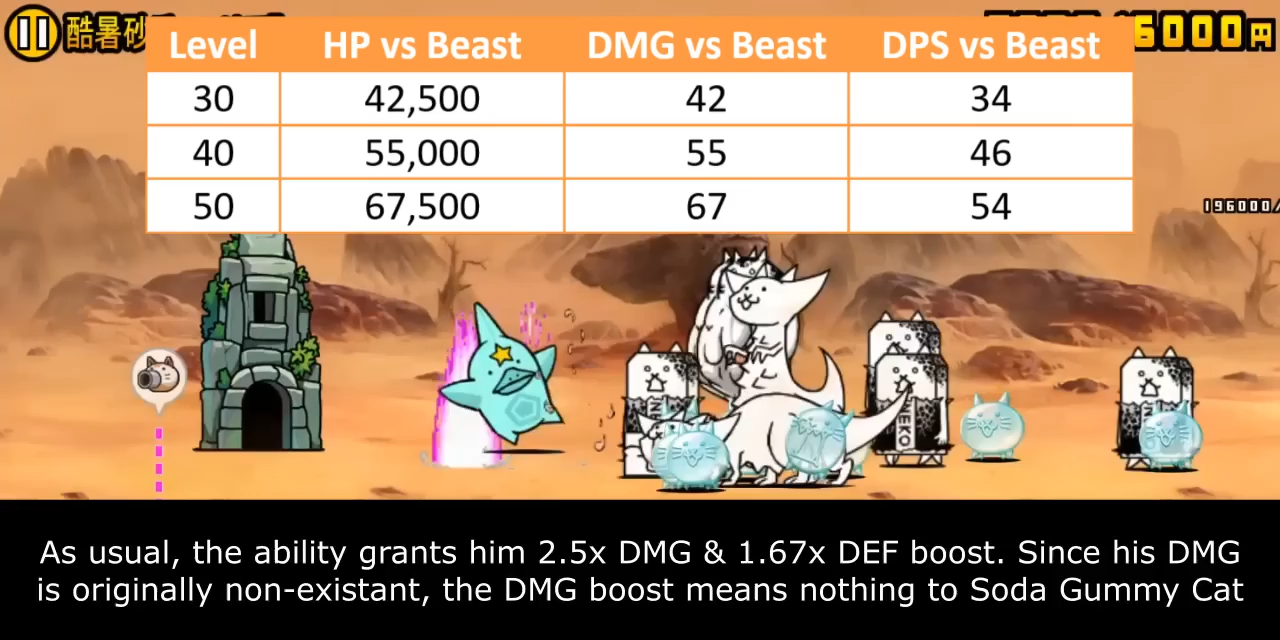 酷暑砂
6000円
Level HP vs Beast DMG vs Beast DPS vs Beast
30 42,500 42 34
40 55,000 55 46
50 67,500 67 54
196000/
NEKO
As usual, the ability grants him 2.5x DMG & 1.67x DEF boost. Since his DMG
is originally non-existant, the DMG boost means nothing to Soda Gummy Cat